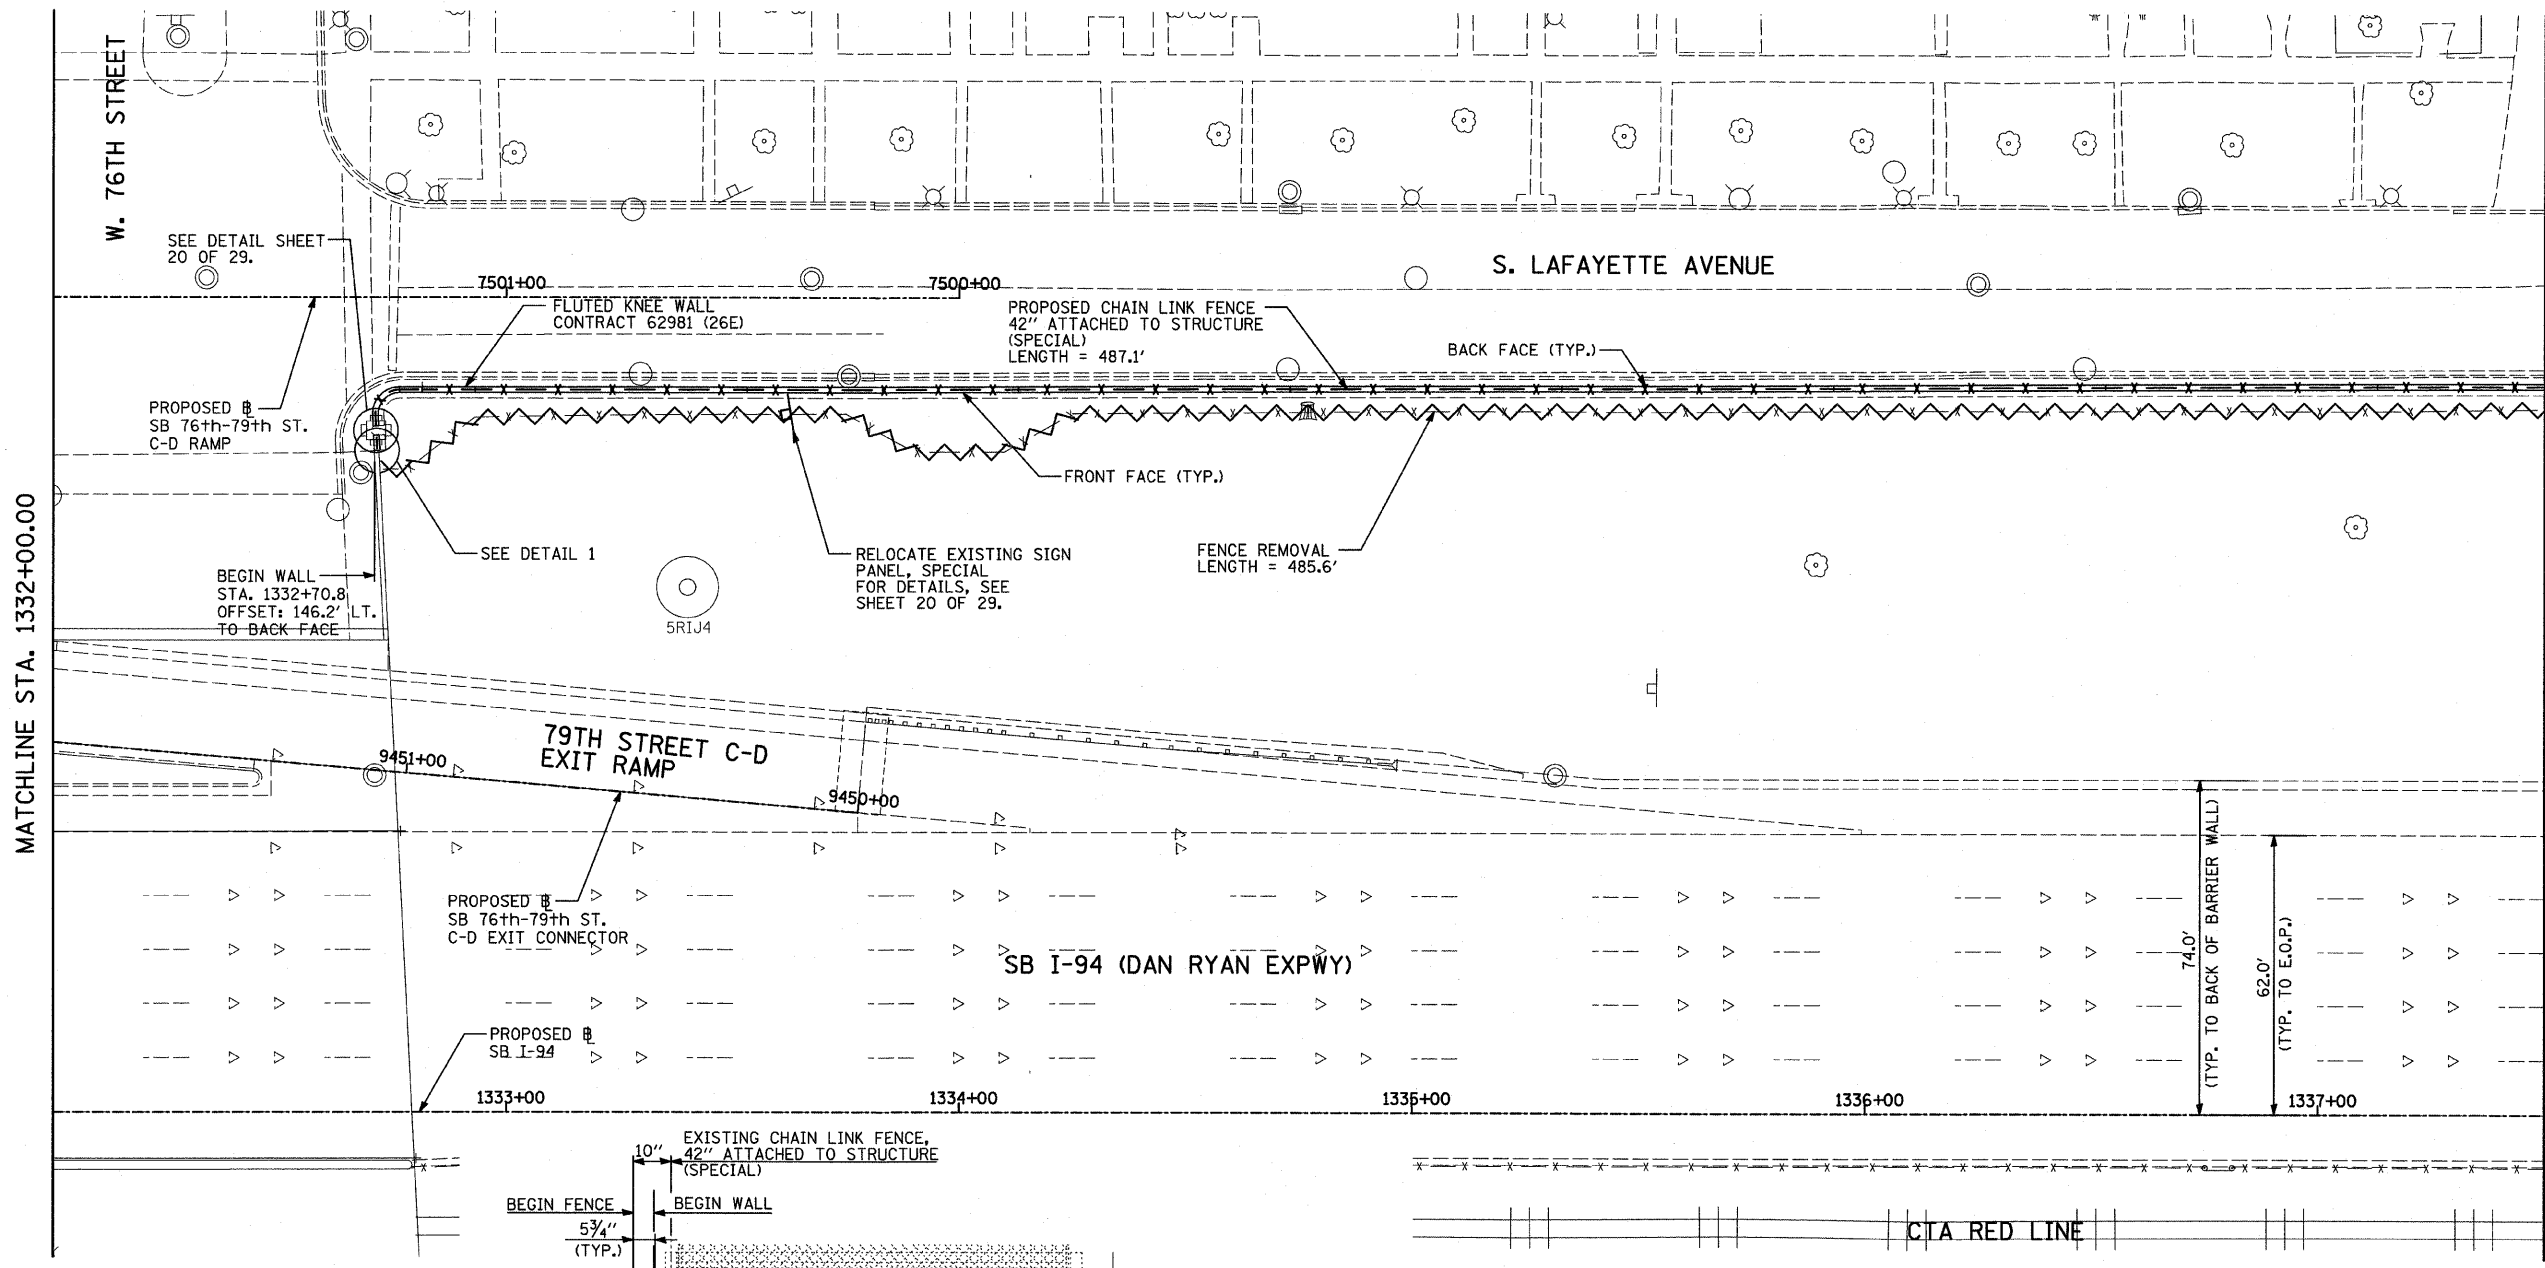 W. 76TH STREET
SEE DETAIL SHEET
20 OF 29.
S. LAFAYETTE AVENUE
7501+00
7500+00
FLUTED KNEE WALL
CONTRACT 62981 (26E)
PROPOSED CHAIN LINK FENCE
42" ATTACHED TO STRUCTURE
(SPECIAL)
LENGTH = 487.1'
BACK FACE (TYP.)
PROPOSED B
SB 76th-79th ST.
C-D RAMP
FRONT FACE (TYP.)
SEE DETAIL 1
RELOCATE EXISTING SIGN
PANEL, SPECIAL
FOR DETAILS, SEE
SHEET 20 OF 29.
FENCE REMOVAL
LENGTH = 485.6'
BEGIN WALL
STA. 1332+70.8
OFFSET: 146.2' LT.
TO BACK FACE
5RIJ4
MATCHLINE STA. 1332+00.00
79TH STREET C-D
EXIT RAMP
9451+00
9450+00
PROPOSED B
SB 76th-79th ST.
C-D EXIT CONNECTOR
SB I-94 (DAN RYAN EXPWY)
74.0'
(TYP. TO BACK OF BARRIER WALL)
62.0'
(TYP. TO E.O.P.)
PROPOSED B
SB I-94
1333+00
1334+00
1335+00
1336+00
1337+00
10"
EXISTING CHAIN LINK FENCE,
42" ATTACHED TO STRUCTURE
(SPECIAL)
BEGIN FENCE
BEGIN WALL
5¾"
(TYP.)
CTA RED LINE